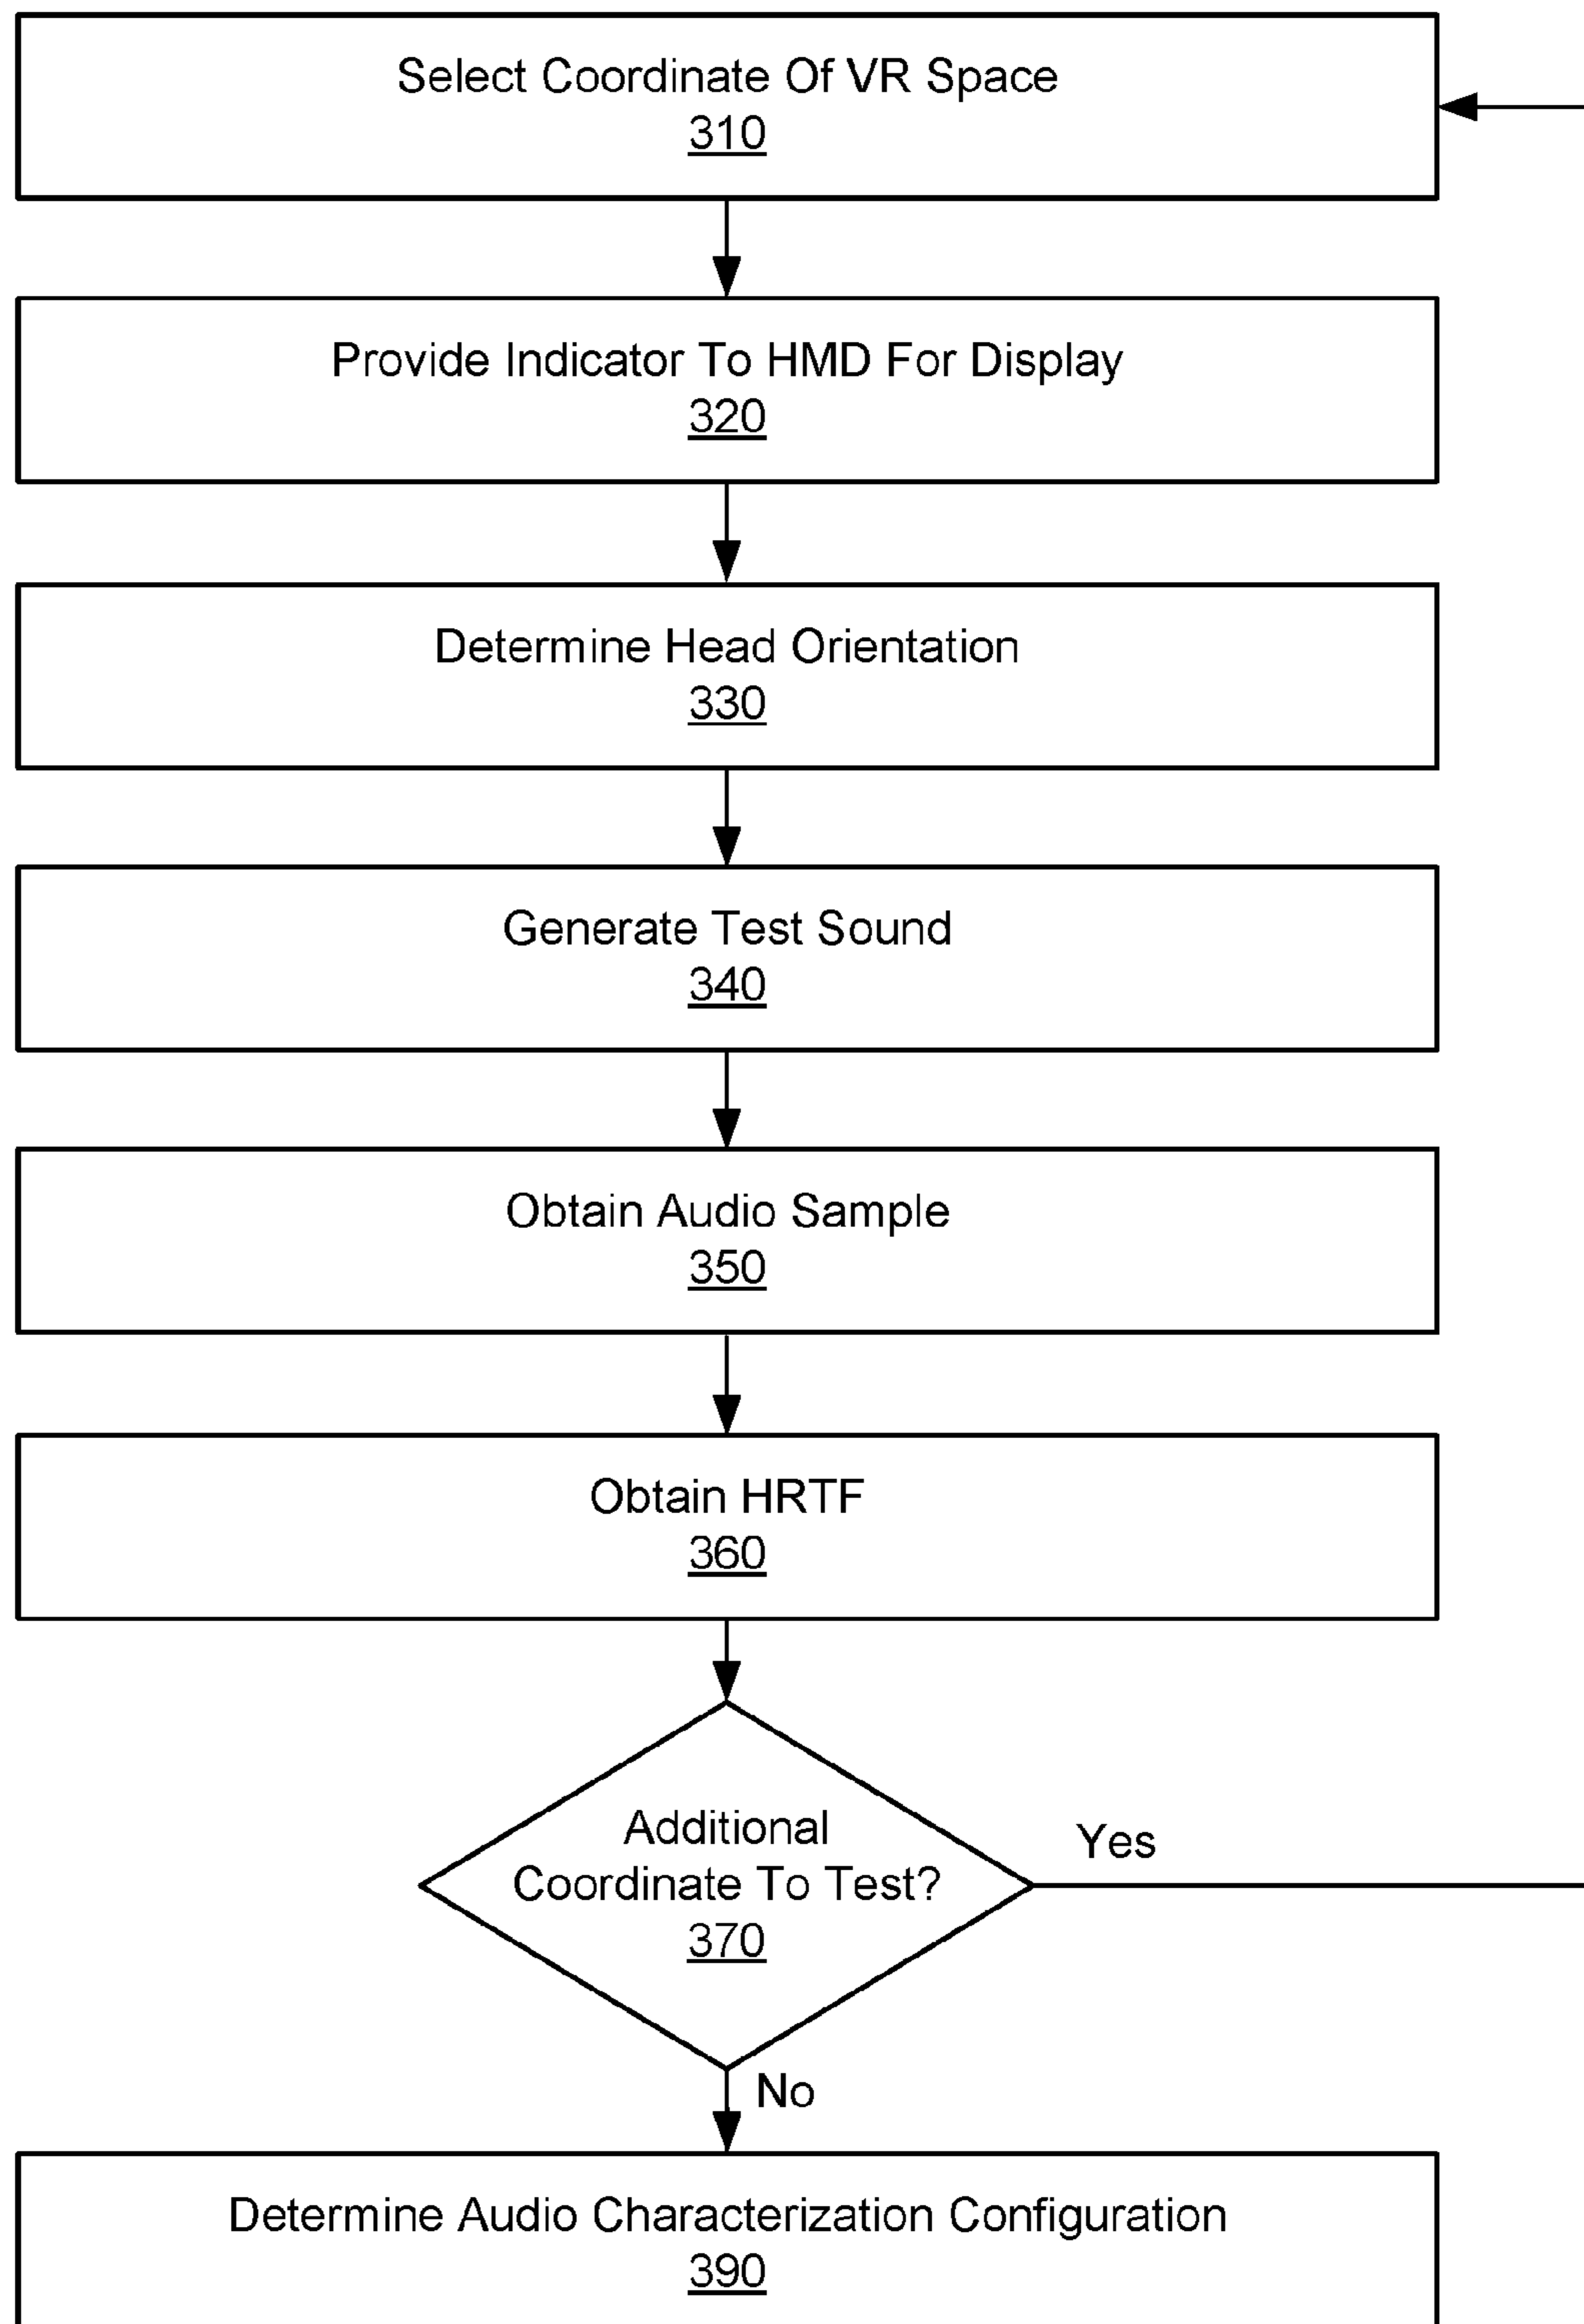 Select Coordinate Of VR Space
310
Provide Indicator To HMD For Display
320
Determine Head Orientation
330
Generate Test Sound
340
Obtain Audio Sample
350
Obtain HRTF
360
Additional
Coordinate To Test?
370
Yes
No
Determine Audio Characterization Configuration
390